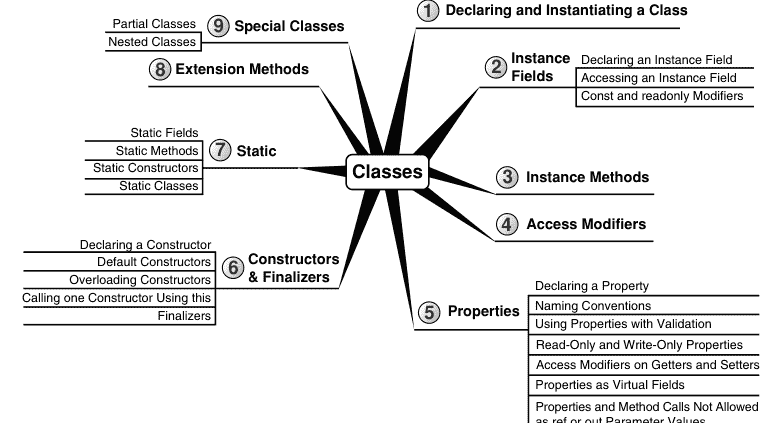 1 Declaring and Instantiating a Class
2 Instance
Fields
Declaring an Instance Field
Accessing an Instance Field
Const and readonly Modifiers
Classes
3 Instance Methods
4 Access Modifiers
5 Properties
Declaring a Property
Naming Conventions
Using Properties with Validation
Read-Only and Write-Only Properties
Access Modifiers on Getters and Setters
Properties as Virtual Fields
Properties and Method Calls Not Allowed
as ref or out Parameter Values
6 Constructors
& Finalizers
Declaring a Constructor
Default Constructors
Overloading Constructors
Calling one Constructor Using this
Finalizers
7 Static
Static Fields
Static Methods
Static Constructors
Static Classes
8 Extension Methods
9 Special Classes
Partial Classes
Nested Classes